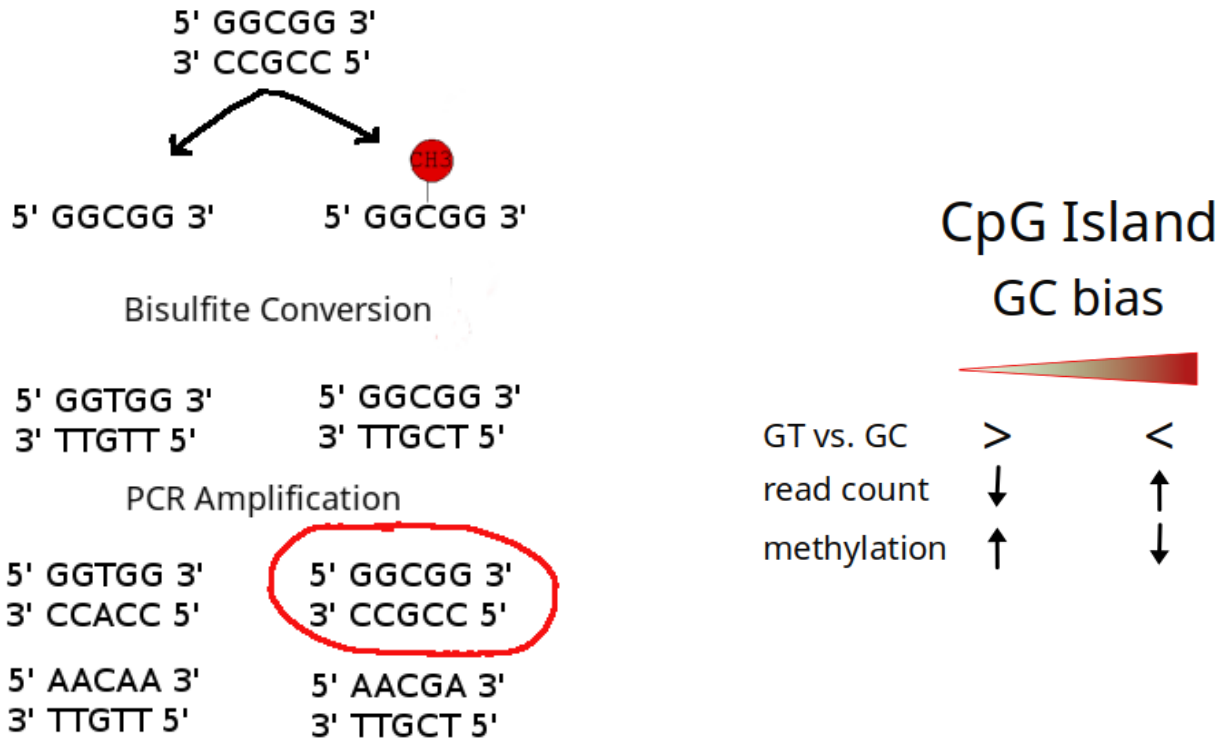 5' GGCGG 3'
3' CCGCC 5'
CH3
5' GGCGG 3'
5' GGCGG 3'
Bisulfite Conversion
5' GGTGG 3'
3' TTGTT 5'
5' GGCGG 3'
3' TTGCT 5'
PCR Amplification
5' GGTGG 3'
3' CCACC 5'
5' GGCGG 3'
3' CCGCC 5'
5' AACAA 3'
3' TTGTT 5'
5' AACGA 3'
3' TTGCT 5'
CpG Island
GC bias
GT vs. GC > <
read count ↓ ↑
methylation ↑ ↓